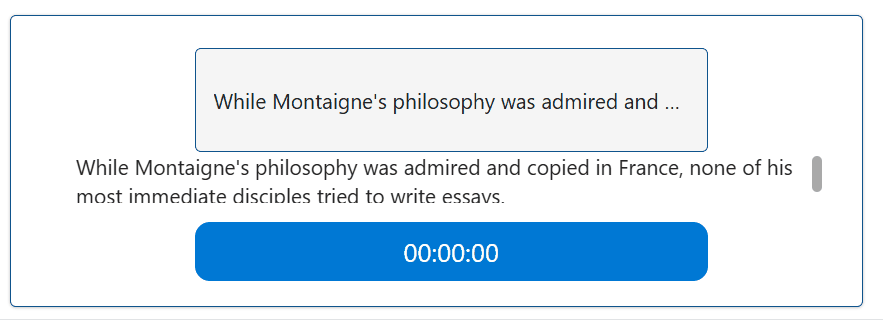 While Montaigne's philosophy was admired and ...
While Montaigne's philosophy was admired and copied in France, none of his
most immediate disciples tried to write essays.
00:00:00